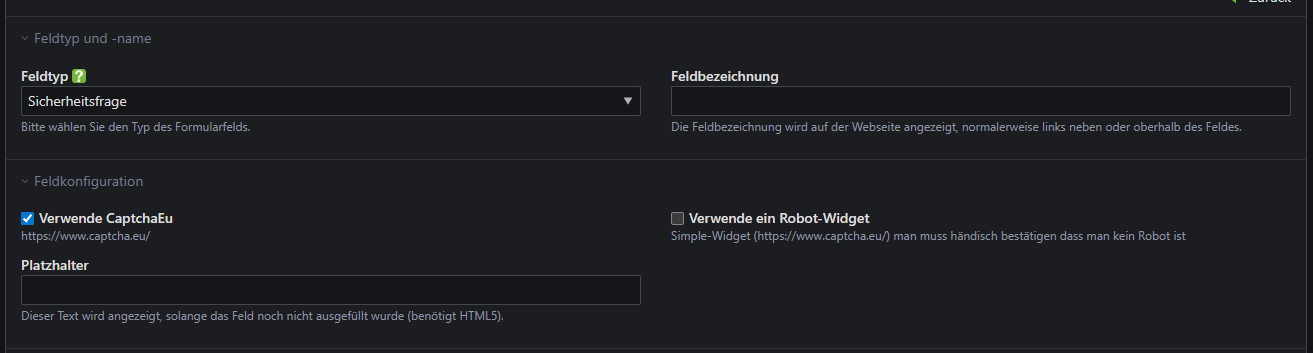 Zurück
Feldtyp und -name
Feldtyp ?
Feldbezeichnung
Sicherheitsfrage
Bitte wählen Sie den Typ des Formularfelds.
Die Feldbezeichnung wird auf der Webseite angezeigt, normalerweise links neben oder oberhalb des Feldes.
Feldkonfiguration
Verwende CaptchaEu
Verwende ein Robot-Widget
https://www.captcha.eu/
Simple-Widget (https://www.captcha.eu/) man muss händisch bestätigen dass man kein Robot ist
Platzhalter
Dieser Text wird angezeigt, solange das Feld noch nicht ausgefüllt wurde (benötigt HTML5).